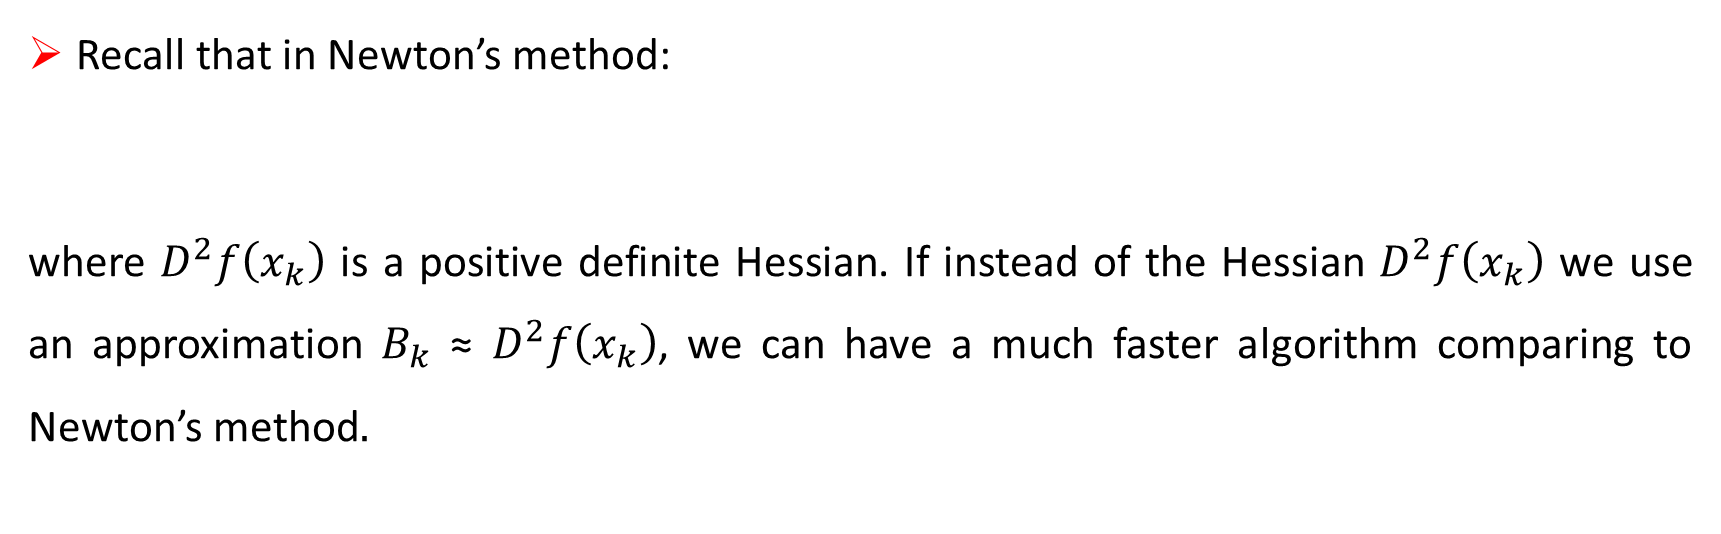 ➢ Recall that in Newton’s method:
where D²f(xₖ) is a positive definite Hessian. If instead of the Hessian D²f(xₖ) we use
an approximation Bₖ ≈ D²f(xₖ), we can have a much faster algorithm comparing to
Newton’s method.